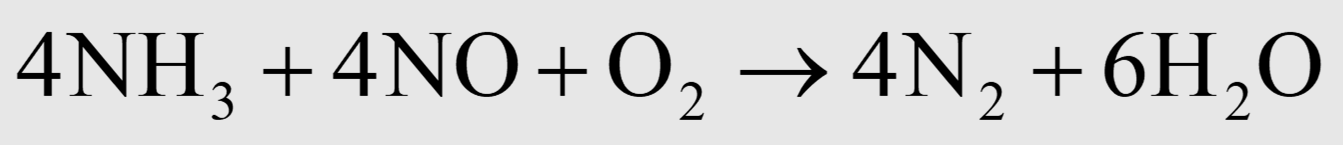 4NH₃ + 4NO + O₂ → 4N₂ + 6H₂O